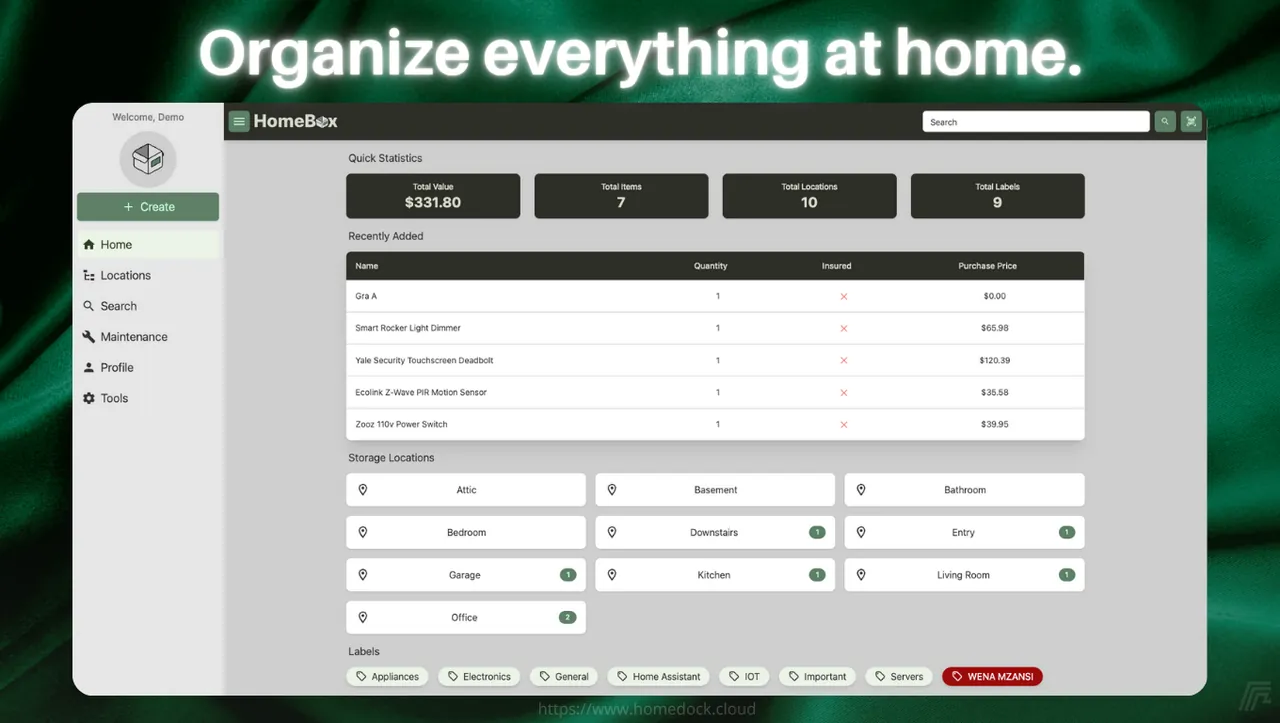 Organize everything at home.
Welcome, Demo
HomeBox
Search
+ Create
Home
Locations
Search
Maintenance
Profile
Tools
Quick Statistics
Total Value
$331.80
Total Items
7
Total Locations
10
Total Labels
9
Recently Added
Name Quantity Insured Purchase Price
Gra A 1 $0.00
Smart Rocker Light Dimmer 1 $65.98
Yale Security Touchscreen Deadbolt 1 $120.39
Ecolink Z-Wave PIR Motion Sensor 1 $35.58
Zooz 110v Power Switch 1 $39.95
Storage Locations
Attic
Basement
Bathroom
Bedroom
Downstairs 1
Entry 1
Garage 1
Kitchen 1
Living Room 1
Office 2
Labels
Appliances Electronics General Home Assistant IOT Important Servers WENA MZANSI
https://www.homedock.cloud